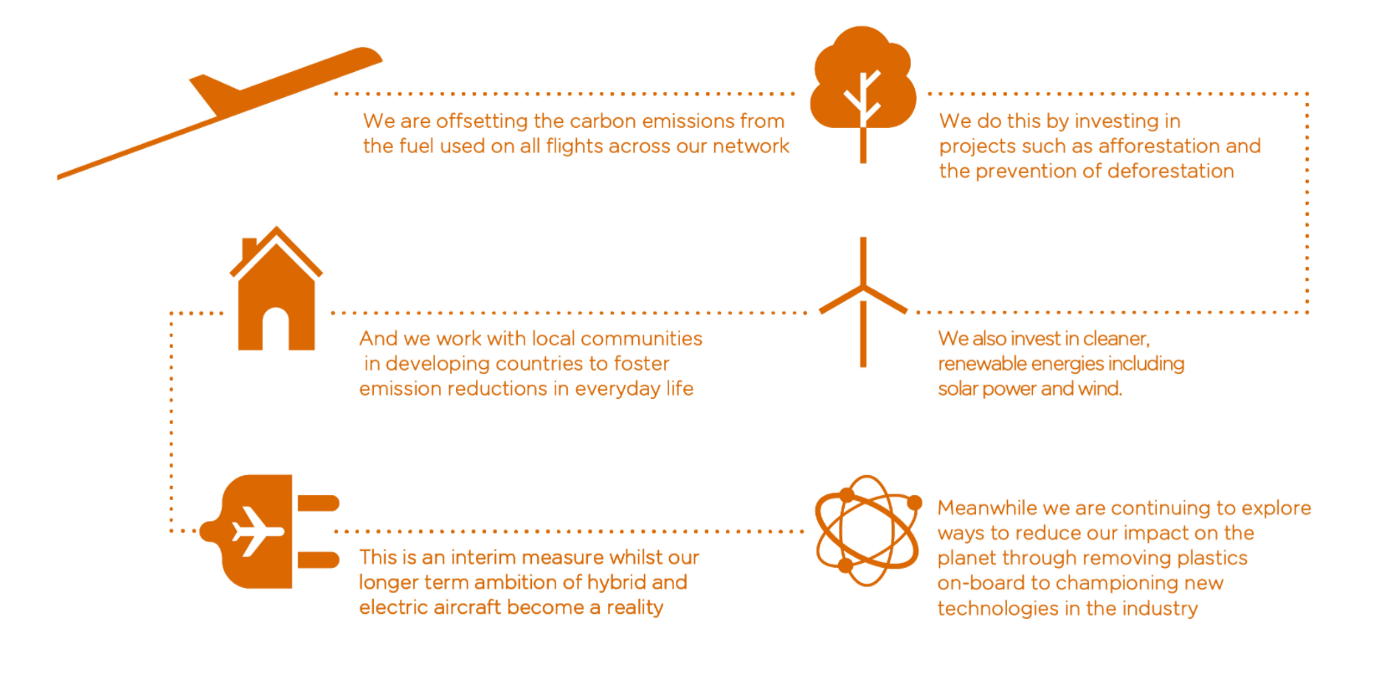 We are offsetting the carbon emissions from
the fuel used on all flights across our network
We do this by investing in
projects such as afforestation and
the prevention of deforestation
We also invest in cleaner,
renewable energies including
solar power and wind.
And we work with local communities
in developing countries to foster
emission reductions in everyday life
This is an interim measure whilst our
longer term ambition of hybrid and
electric aircraft become a reality
Meanwhile we are continuing to explore
ways to reduce our impact on the
planet through removing plastics
on-board to championing new
technologies in the industry